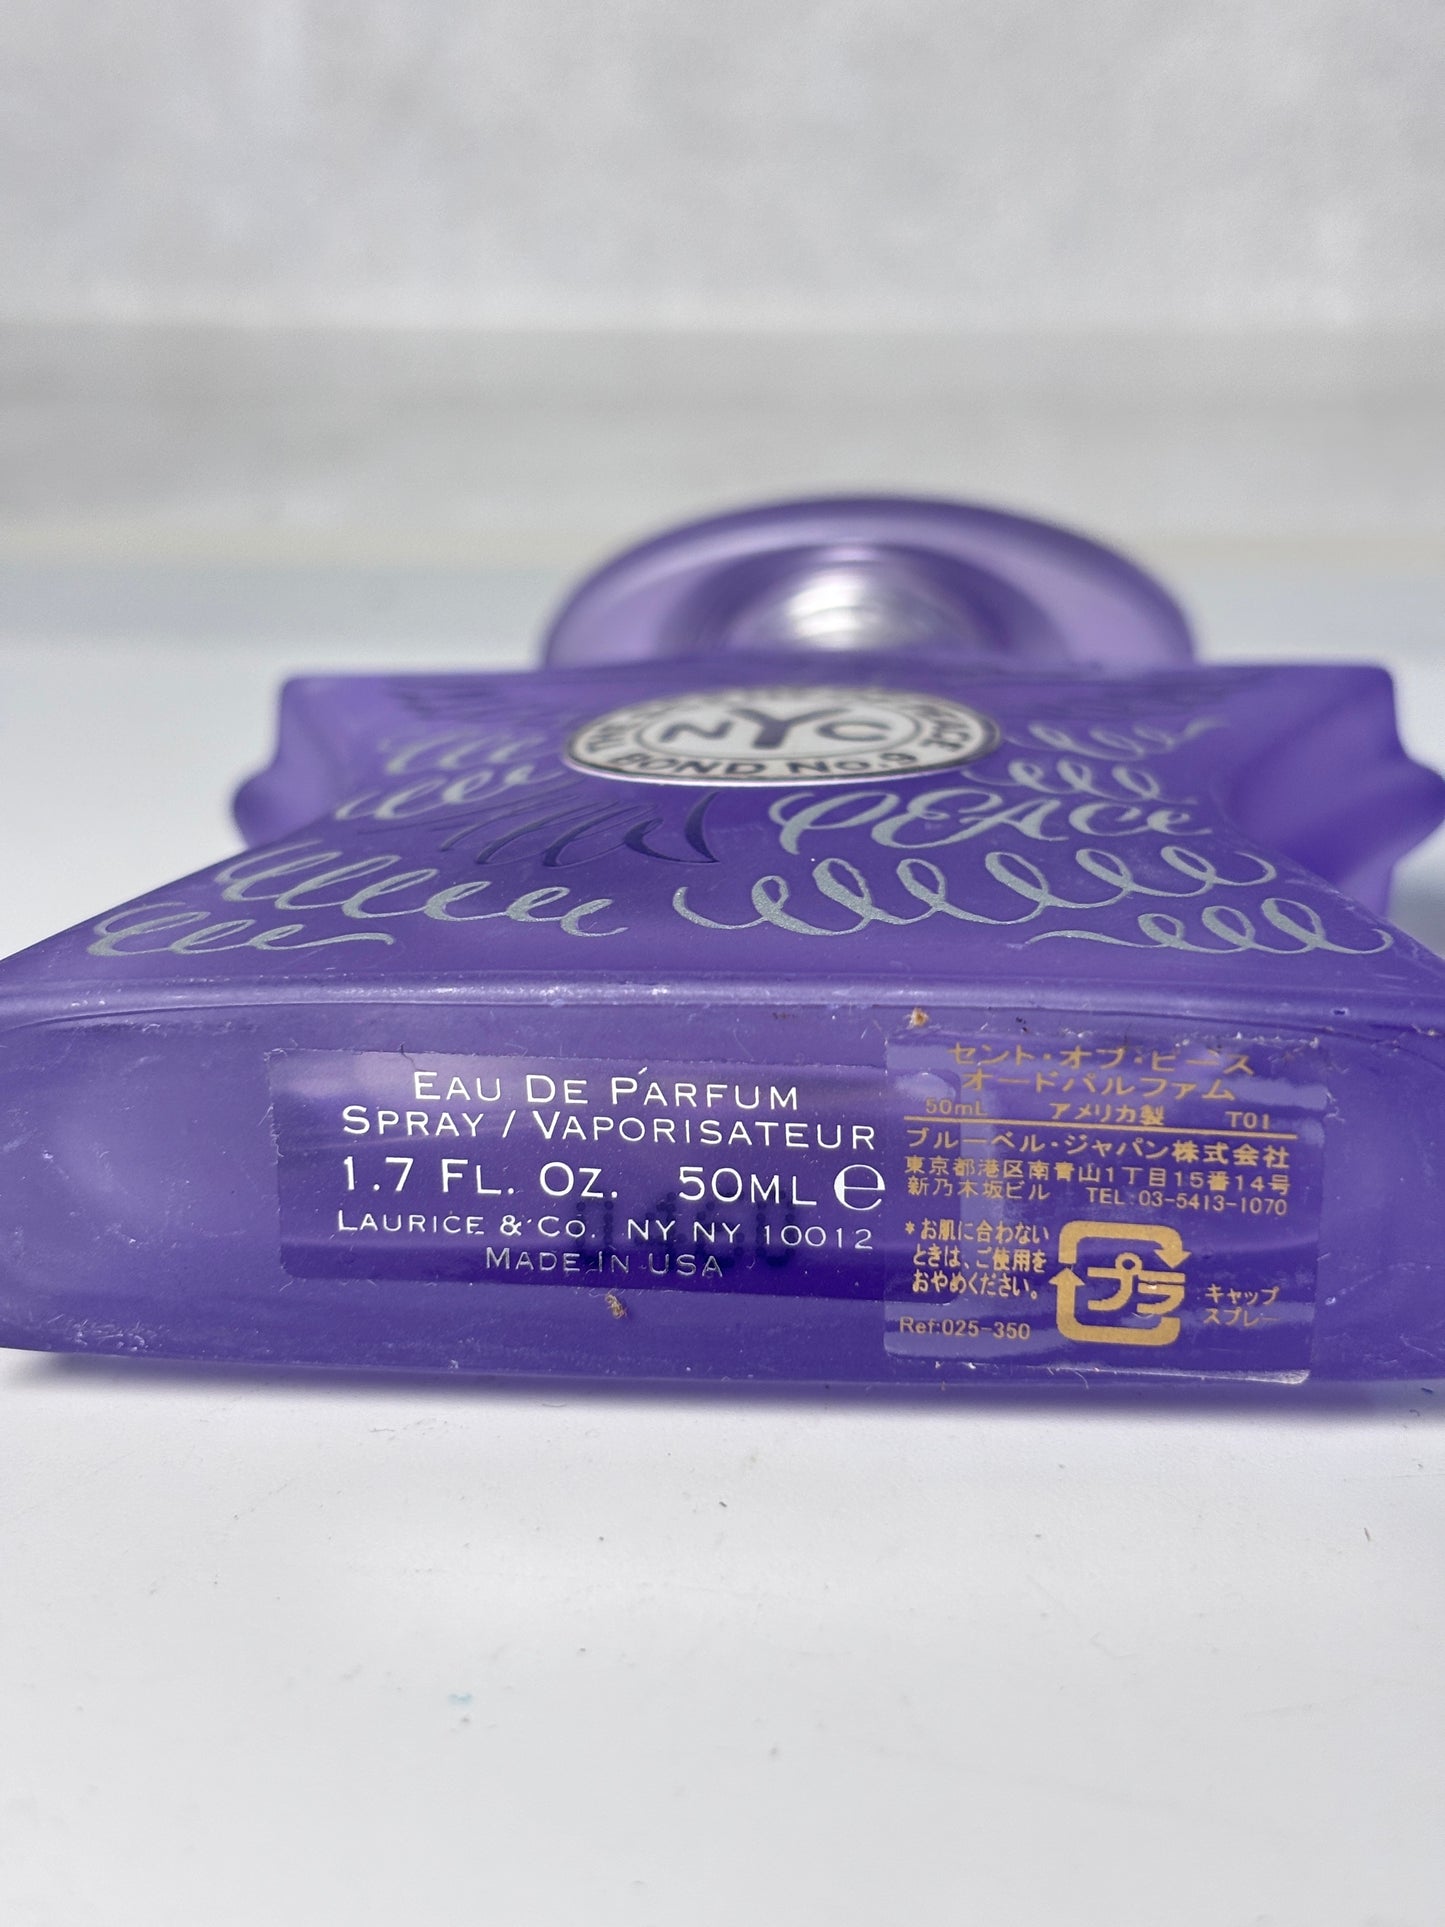 NYC
BOND No.9
PEACE
EAU DE PARFUM
SPRAY / VAPORISATEUR
1.7 FL. OZ. 50ML ℮
LAURICE & CO. NY NY 10012
MADE IN USA
セント・オブ・ピース
オードパルファム
50mL アメリカ製 T01
ブルーベル・ジャパン株式会社
東京都港区南青山1丁目15番14号
新乃木坂ビル TEL:03-5413-1070
*お肌に合わない
ときは、ご使用を
おやめください。
プラ
キャップ
スプレー
Ref:025-350